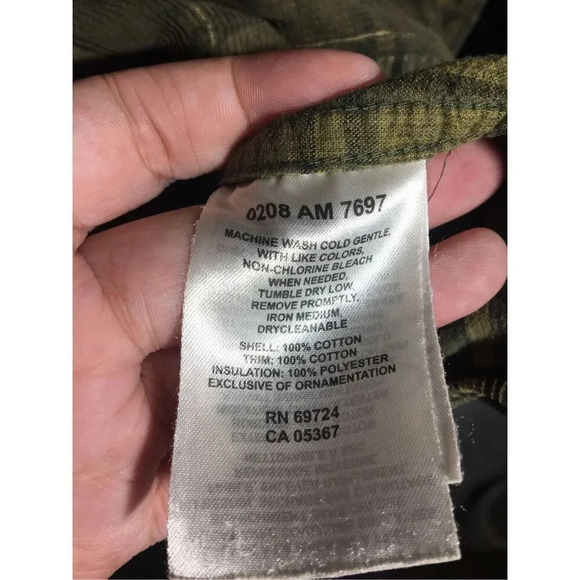 0208 AM 7697
MACHINE WASH COLD GENTLE,
WITH LIKE COLORS,
NON-CHLORINE BLEACH
WHEN NEEDED,
TUMBLE DRY LOW,
REMOVE PROMPTLY,
IRON MEDIUM,
DRYCLEANABLE
SHELL: 100% COTTON
TRIM: 100% COTTON
INSULATION: 100% POLYESTER
EXCLUSIVE OF ORNAMENTATION
RN 69724
CA 05367